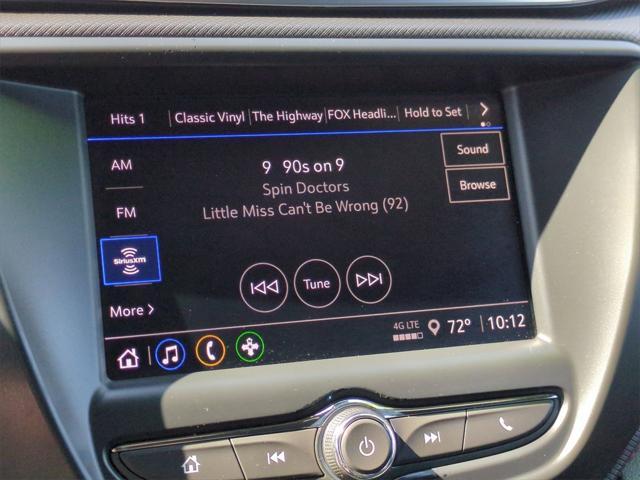 Hits 1 Classic Vinyl The Highway FOX Headli... Hold to Set
AM
9 90s on 9
Sound
Spin Doctors
Browse
FM
Little Miss Can't Be Wrong (92)
SiriusXM
Tune
More
4G LTE 72° 10:12